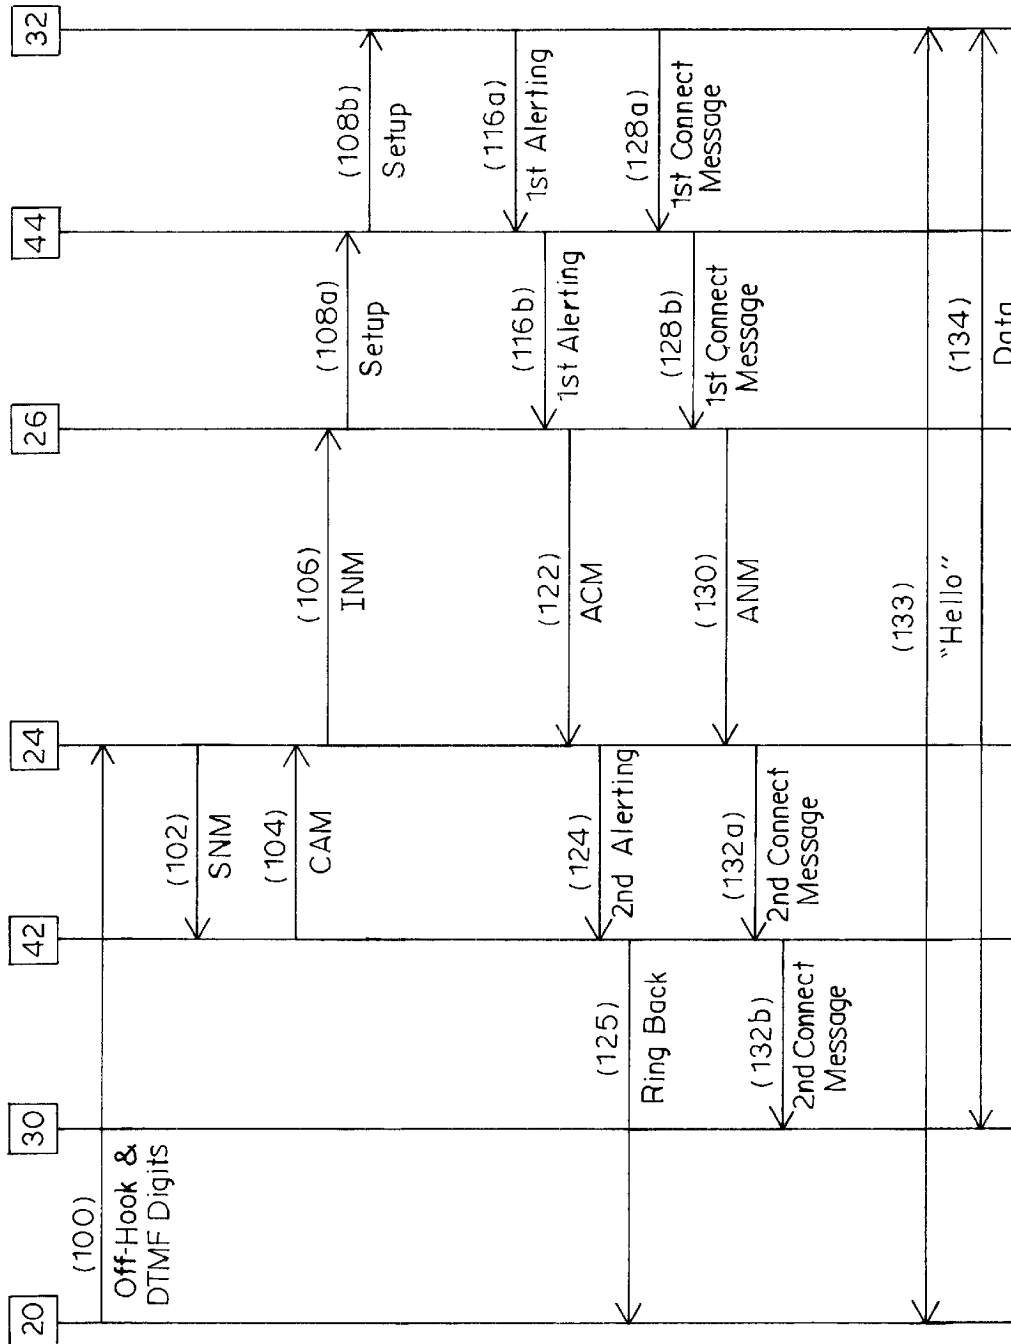 20
30
42
24
26
44
32
(100)
Off-Hook &
DTMF Digits
(102)
SNM
(104)
CAM
(106)
INM
(108a)
Setup
(108b)
Setup
(116a)
1st Alerting
(116b)
1st Alerting
(122)
ACM
(124)
2nd Alerting
(125)
Ring Back
(128a)
1st Connect
Message
(128b)
1st Connect
Message
(130)
ANM
(132a)
2nd Connect
Message
(132b)
2nd Connect
Message
(133)
"Hello"
(134)
Data